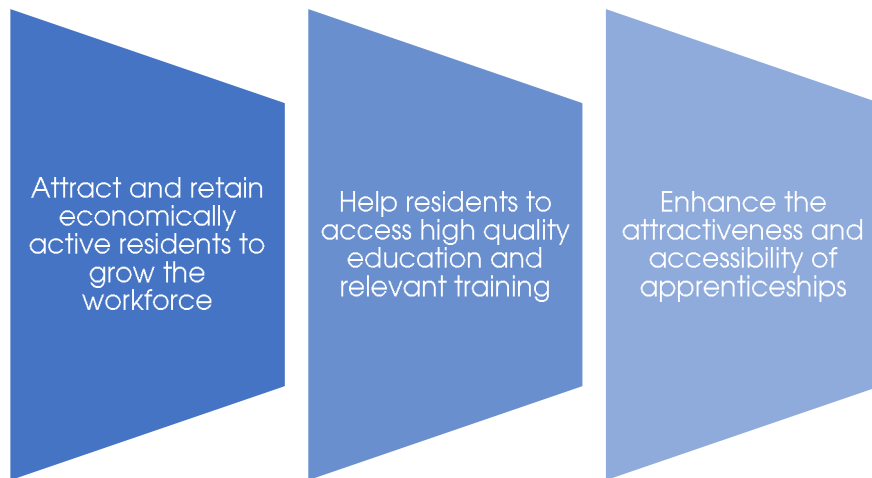 Attract and retain
economically
active residents to
grow the
workforce
Help residents to
access high quality
education and
relevant training
Enhance the
attractiveness and
accessibility of
apprenticeships